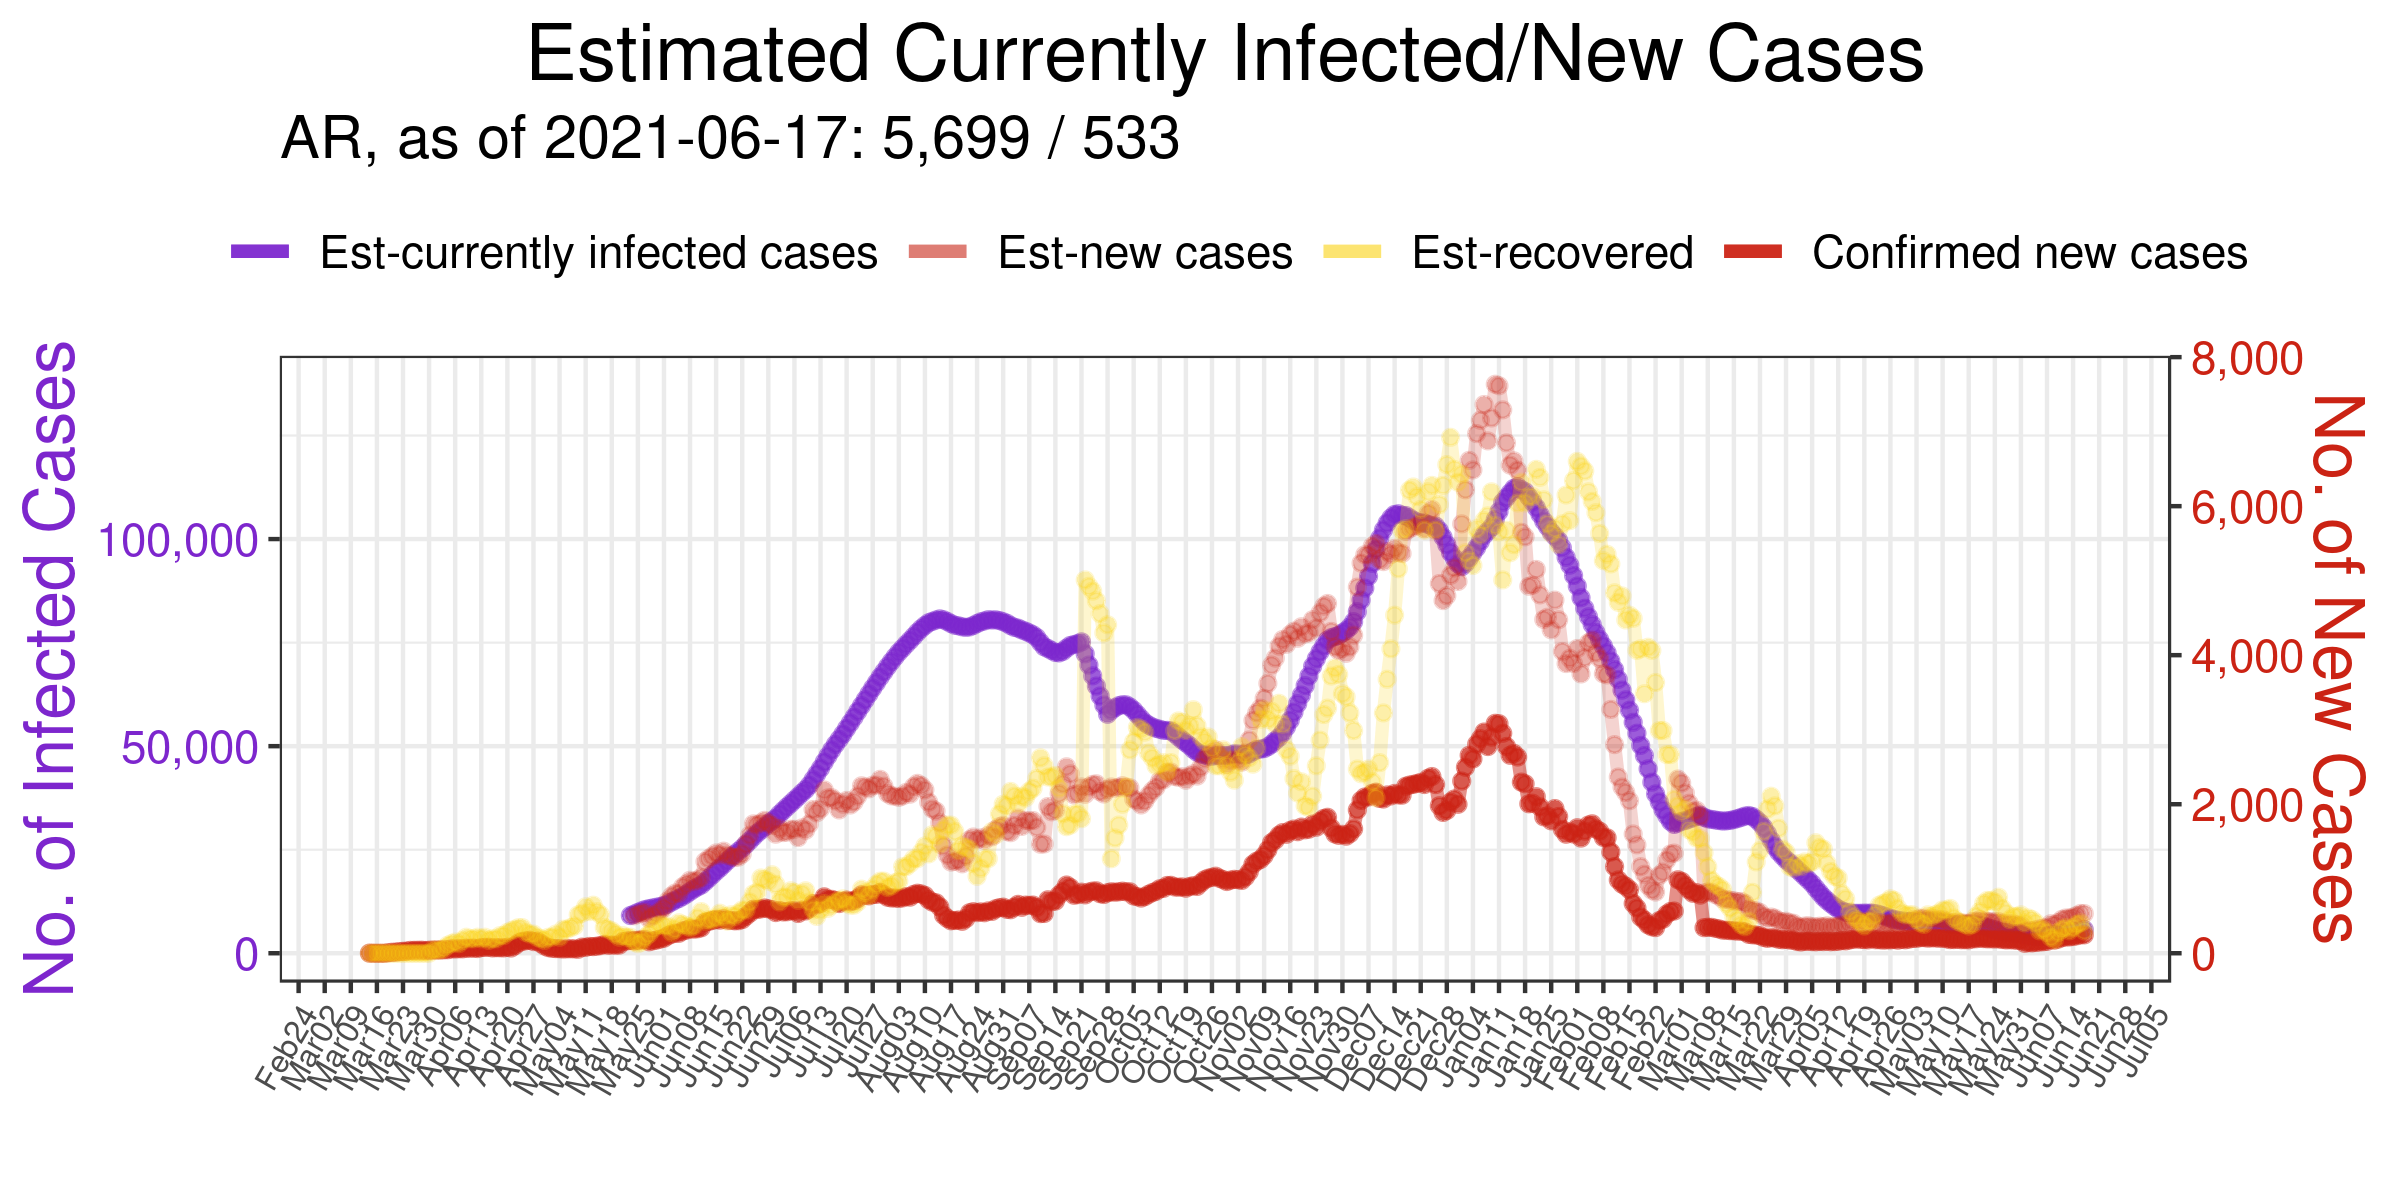 Estimated Currently Infected/New Cases
AR, as of 2021-06-17: 5,699 / 533
Est-currently infected cases Est-new cases Est-recovered Confirmed new cases
No. of Infected Cases
100,000
50,000
0
8,000
6,000
4,000
2,000
0
No. of New Cases
Feb24 Mar02 Mar09 Mar16 Mar23 Mar30 Apr06 Apr13 Apr20 Apr27 May04 May11 May18 May25 Jun01 Jun08 Jun15 Jun22 Jun29 Jul06 Jul13 Jul20 Jul27 Aug03 Aug10 Aug17 Aug24 Aug31 Sep07 Sep14 Sep21 Sep28 Oct05 Oct12 Oct19 Oct26 Nov02 Nov09 Nov16 Nov23 Nov30 Dec07 Dec14 Dec21 Dec28 Jan04 Jan11 Jan18 Jan25 Feb01 Feb08 Feb15 Feb22 Mar01 Mar08 Mar15 Mar22 Mar29 Apr05 Apr12 Apr19 Apr26 May03 May10 May17 May24 May31 Jun07 Jun14 Jun21 Jun28 Jul05